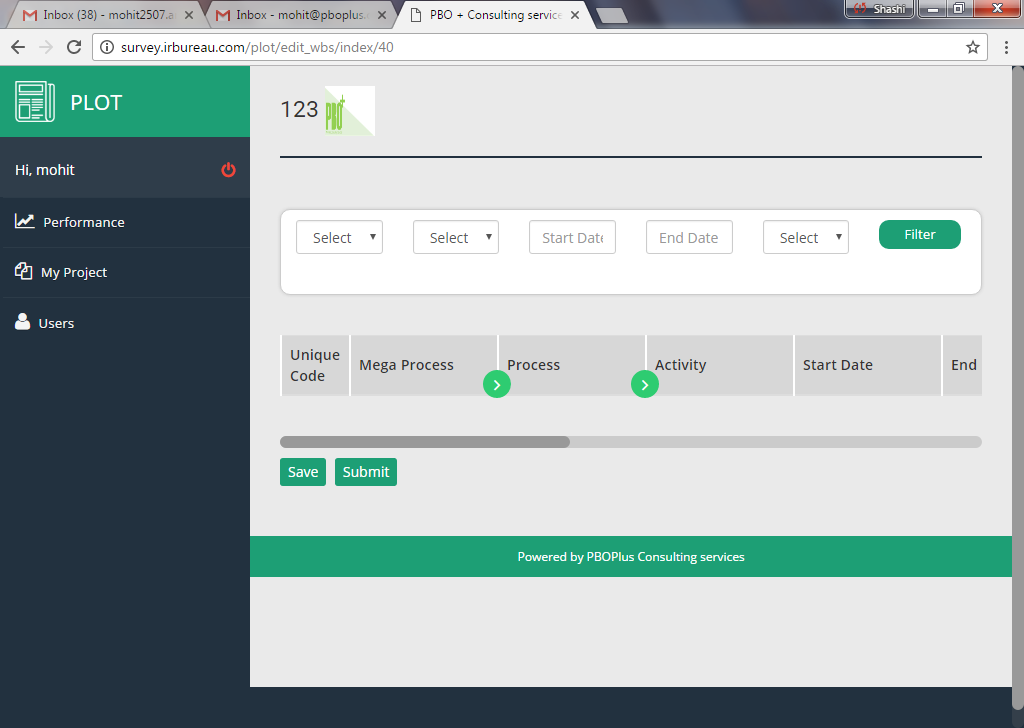 Inbox (38) - mohit2507.a
Inbox - mohit@pboplus.
PBO + Consulting service
Shashi
survey.irbureau.com/plot/edit_wbs/index/40
PLOT
Hi, mohit
Performance
My Project
Users
123
PBO+
Select
Select
Start Date
End Date
Select
Filter
Unique
Code
Mega Process
Process
Activity
Start Date
End
Save
Submit
Powered by PBOPlus Consulting services